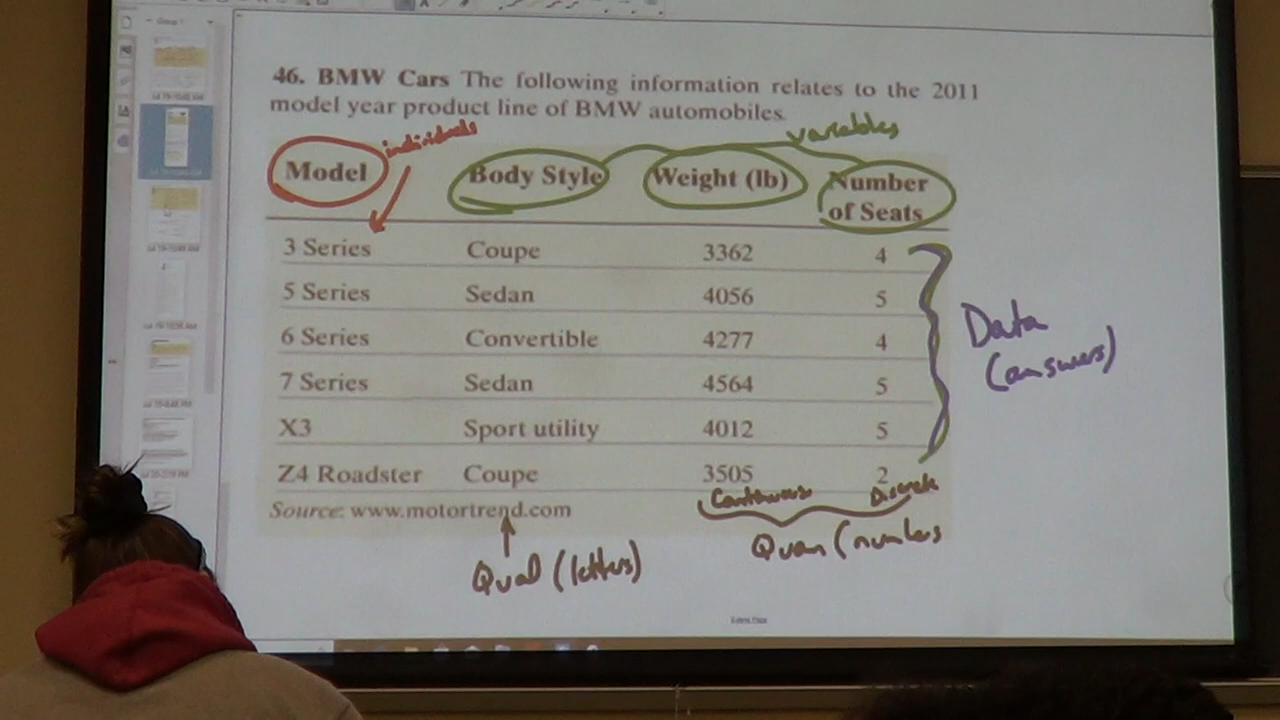 46. BMW Cars The following information relates to the 2011
model year product line of BMW automobiles.
individuals
variables
Model Body Style Weight (lb) Number of Seats
3 Series Coupe 3362 4
5 Series Sedan 4056 5
6 Series Convertible 4277 4
7 Series Sedan 4564 5
X3 Sport utility 4012 5
Z4 Roadster Coupe 3505 2
Data
(answers)
Continuous Discrete
Source: www.motortrend.com
Qual (letters)
Quan (numbers